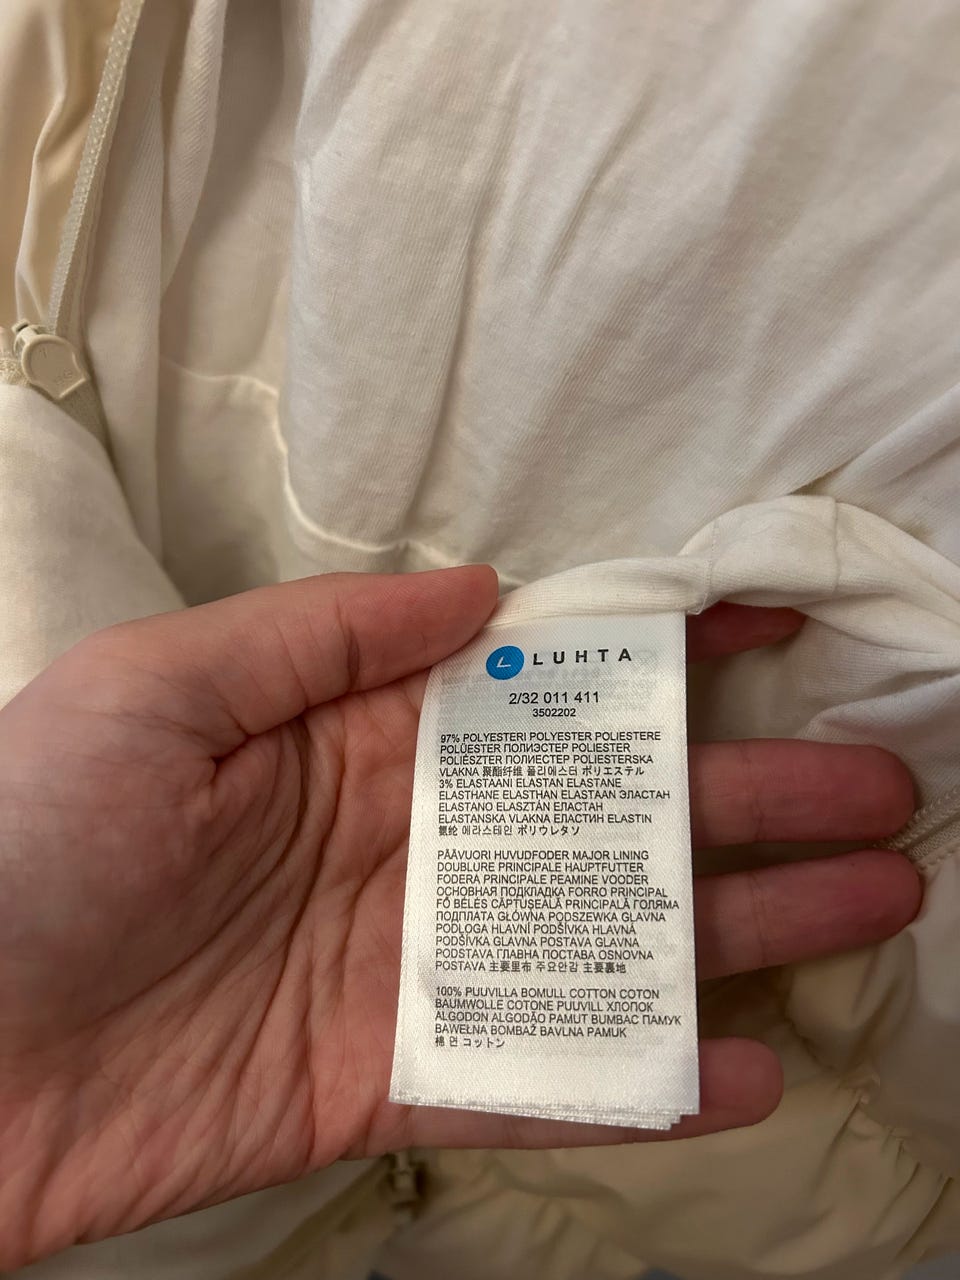 LUHTA
2/32 011 411
3502202
97% POLYESTERI POLYESTER POLIESTERE
POLÜESTER ПОЛИЭСТЕР POLIESTER
POLIÉSZTER ПОЛИЕСТЕР POLIESTERSKA
VLAKNA 聚酯纤维 폴리에스터 ポリエステル
3% ELASTAANI ELASTAN ELASTANE
ELASTHANE ELASTHAN ELASTAAN ЭЛАСТАН
ELASTANO ELASZTÁN ЕЛАСТАН
ELASTANSKA VLAKNA ЕЛАСТИН ELASTIN
氨纶 에라스테인 ポリウレタン
PÄÄVUORI HUVUDFODER MAJOR LINING
DOUBLURE PRINCIPALE HAUPTFUTTER
FODERA PRINCIPALE PEAMINE VOODER
ОСНОВНАЯ ПОДКЛАДКА FORRO PRINCIPAL
FŐ BÉLÉS CĂPTUȘEALĂ PRINCIPALĂ ГОЛЯМА
ПОДПЛАТА GŁÓWNA PODSZEWKA GLAVNA
PODLOGA HLAVNÍ PODŠÍVKA HLAVNÁ
PODŠÍVKA GLAVNA POSTAVA GLAVNA
PODSTAVA ГЛАВНА ПОСТАВА OSNOVNA
POSTAVA 主要里布 주요안감 主要裏地
100% PUUVILLA BOMULL COTTON COTON
BAUMWOLLE COTONE PUUVILL ХЛОПОК
ALGODON ALGODÃO PAMUT BUMBAC ПАМУК
BAWEŁNA BOMBAŽ BAVLNA PAMUK
棉 면 コットン